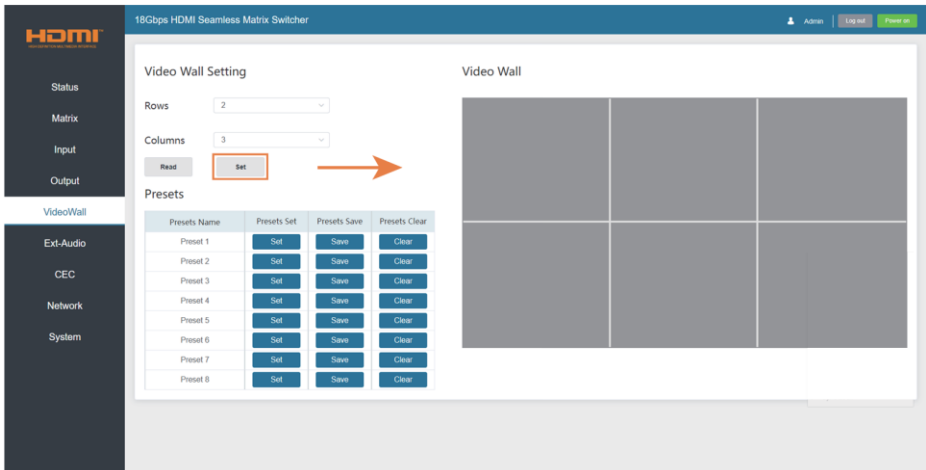 18Gbps HDMI Seamless Matrix Switcher
Admin
Log out
Power on
HDMI
HIGH-DEFINITION MULTIMEDIA INTERFACE
Status
Matrix
Input
Output
VideoWall
Ext-Audio
CEC
Network
System
Video Wall Setting
Rows 2
Columns 3
Read Set
Presets
Presets Name Presets Set Presets Save Presets Clear
Preset 1 Set Save Clear
Preset 2 Set Save Clear
Preset 3 Set Save Clear
Preset 4 Set Save Clear
Preset 5 Set Save Clear
Preset 6 Set Save Clear
Preset 7 Set Save Clear
Preset 8 Set Save Clear
Video Wall